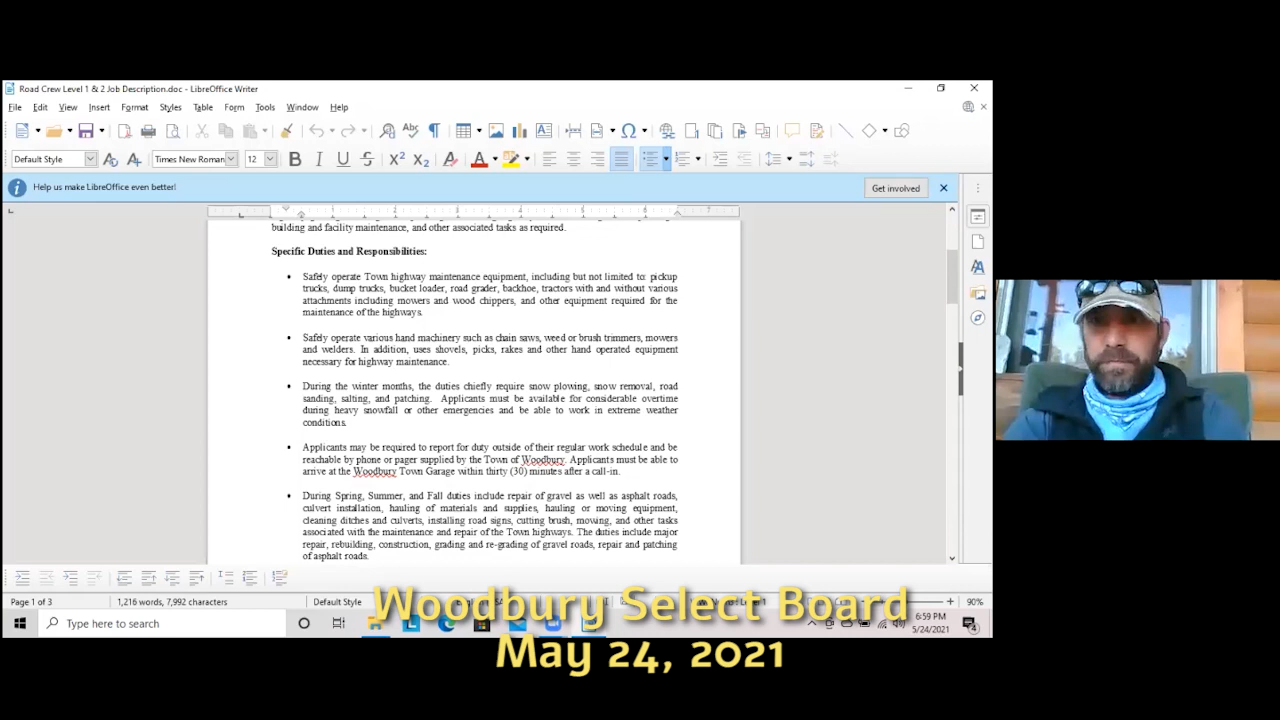 Road Crew Level 1 & 2 Job Description.doc - LibreOffice Writer
File Edit View Insert Format Styles Table Form Tools Window Help
Default Style Times New Roman 12
Help us make LibreOffice even better! Get involved
building and facility maintenance, and other associated tasks as required.
Specific Duties and Responsibilities:
• Safely operate Town highway maintenance equipment, including but not limited to: pickup
trucks, dump trucks, bucket loader, road grader, backhoe, tractors with and without various
attachments including mowers and wood chippers, and other equipment required for the
maintenance of the highways.
• Safely operate various hand machinery such as chain saws, weed or brush trimmers, mowers
and welders. In addition, uses shovels, picks, rakes and other hand operated equipment
necessary for highway maintenance.
• During the winter months, the duties chiefly require snow plowing, snow removal, road
sanding, salting, and patching. Applicants must be available for considerable overtime
during heavy snowfall or other emergencies and be able to work in extreme weather
conditions.
• Applicants may be required to report for duty outside of their regular work schedule and be
reachable by phone or pager supplied by the Town of Woodbury. Applicants must be able to
arrive at the Woodbury Town Garage within thirty (30) minutes after a call-in.
• During Spring, Summer, and Fall duties include repair of gravel as well as asphalt roads,
culvert installation, hauling of materials and supplies, hauling or moving equipment,
cleaning ditches and culverts, installing road signs, cutting brush, mowing, and other tasks
associated with the maintenance and repair of the Town highways. The duties include major
repair, rebuilding, construction, grading and re-grading of gravel roads, repair and patching
of asphalt roads.
Page 1 of 3 1,216 words, 7,992 characters Default Style 90%
Type here to search 6:59 PM
5/24/2021
Woodbury Select Board
May 24, 2021